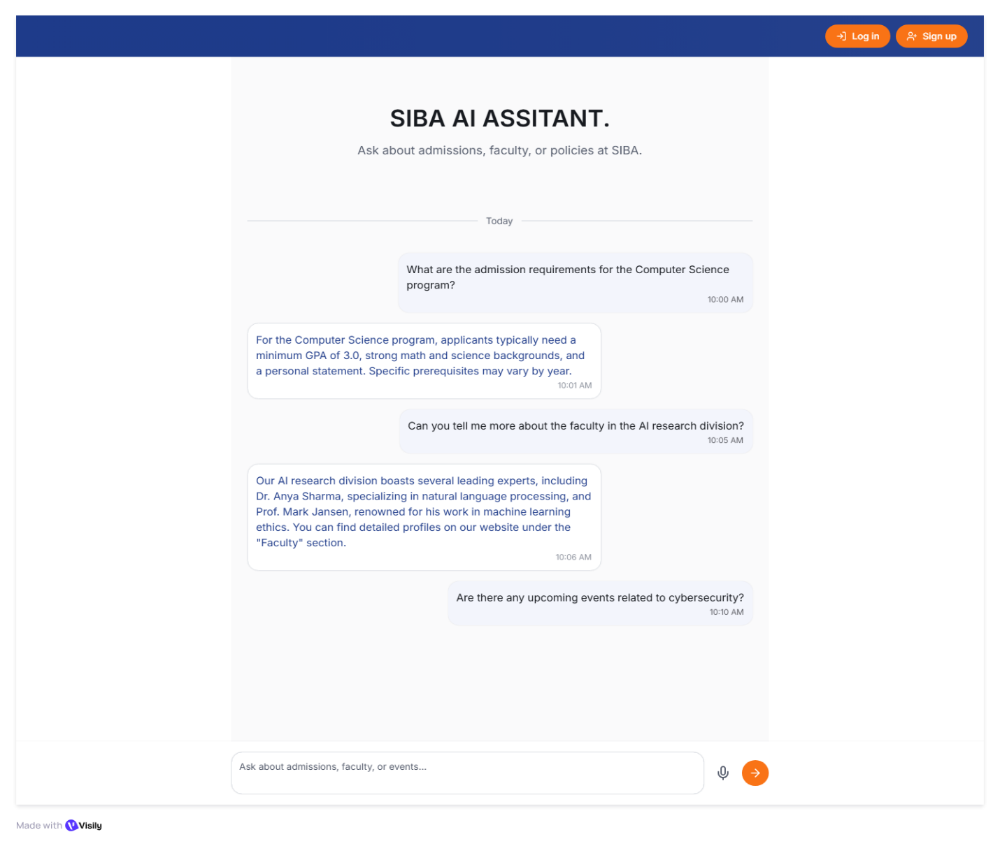 Log in
Sign up
SIBA AI ASSITANT.
Ask about admissions, faculty, or policies at SIBA.
Today
What are the admission requirements for the Computer Science
program?
10:00 AM
For the Computer Science program, applicants typically need a
minimum GPA of 3.0, strong math and science backgrounds, and
a personal statement. Specific prerequisites may vary by year.
10:01 AM
Can you tell me more about the faculty in the AI research division?
10:05 AM
Our AI research division boasts several leading experts, including
Dr. Anya Sharma, specializing in natural language processing, and
Prof. Mark Jansen, renowned for his work in machine learning
ethics. You can find detailed profiles on our website under the
"Faculty" section.
10:06 AM
Are there any upcoming events related to cybersecurity?
10:10 AM
Ask about admissions, faculty, or events...
Made with Visily